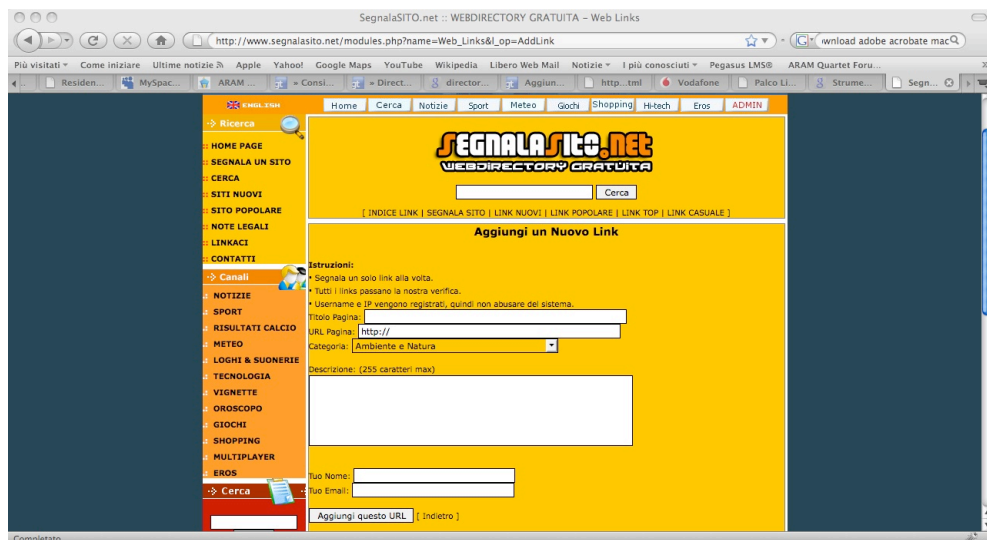 SegnalaSITO.net :: WEBDIRECTORY GRATUITA – Web Links
http://www.segnalasito.net/modules.php?name=Web_Links&l_op=AddLink
wnload adobe acrobate mac
Più visitati Come iniziare Ultime notizie Apple Yahoo! Google Maps YouTube Wikipedia Libero Web Mail Notizie I più conosciuti Pegasus LMS® ARAM Quartet Foru...
Residen... MySpac... ARAM ... » Consi... » Direct... director... Aggiun... http...tml Vodafone Palco Li... Strume... Segn...
ENGLISH
Home Cerca Notizie Sport Meteo Giochi Shopping Hi-tech Eros ADMIN
Ricerca
HOME PAGE
SEGNALA UN SITO
CERCA
SITI NUOVI
SITO POPOLARE
NOTE LEGALI
LINKACI
CONTATTI
Canali
NOTIZIE
SPORT
RISULTATI CALCIO
METEO
LOGHI & SUONERIE
TECNOLOGIA
VIGNETTE
OROSCOPO
GIOCHI
SHOPPING
MULTIPLAYER
EROS
Cerca
SEGNALASITO.NET
WEBDIRECTORY GRATUITA
Cerca
[ INDICE LINK | SEGNALA SITO | LINK NUOVI | LINK POPOLARE | LINK TOP | LINK CASUALE ]
Aggiungi un Nuovo Link
Istruzioni:
• Segnala un solo link alla volta.
• Tutti i links passano la nostra verifica.
• Username e IP vengono registrati, quindi non abusare del sistema.
Titolo Pagina:
URL Pagina: http://
Categoria: Ambiente e Natura
Descrizione: (255 caratteri max)
Tuo Nome:
Tuo Email:
Aggiungi questo URL [ Indietro ]
Completato